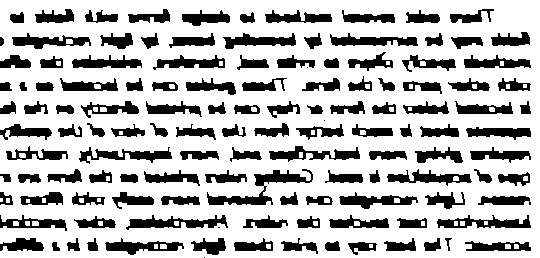 There exist several methods to design forms with fields to
fields may be surrounded by bounding boxes, by light rectangles o
methods specify where to write and, therefore, minimize the effe
with other parts of the form. These guides can be located on a se
is located below the form or they can be printed directly on the fo
separate sheet is much better from the point of view of the quality
requires giving more instructions and, more importantly, restricts
type of acquisition is used. Guiding rulers printed on the form are m
reason. Light rectangles can be removed more easily with filters t
handwritten text touches the rulers. Nevertheless, other practical
account: The best way to print these light rectangles is in a differe